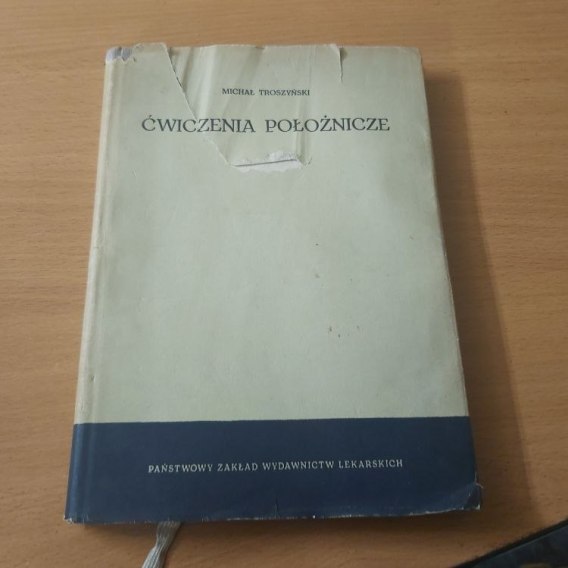 MICHAŁ TROSZYŃSKI
ĆWICZENIA POŁOŻNICZE
PAŃSTWOWY ZAKŁAD WYDAWNICTW LEKARSKICH